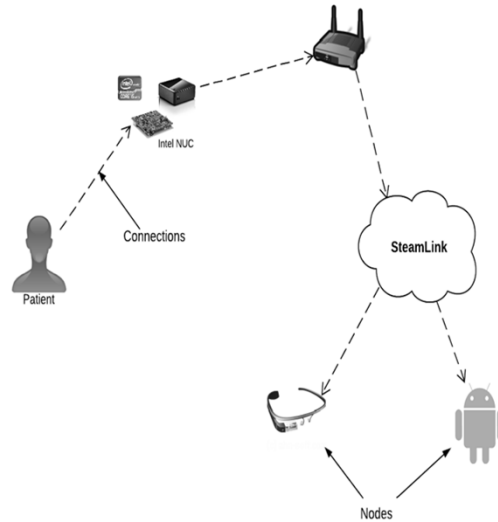 Intel NUC
Connections
Patient
SteamLink
Nodes